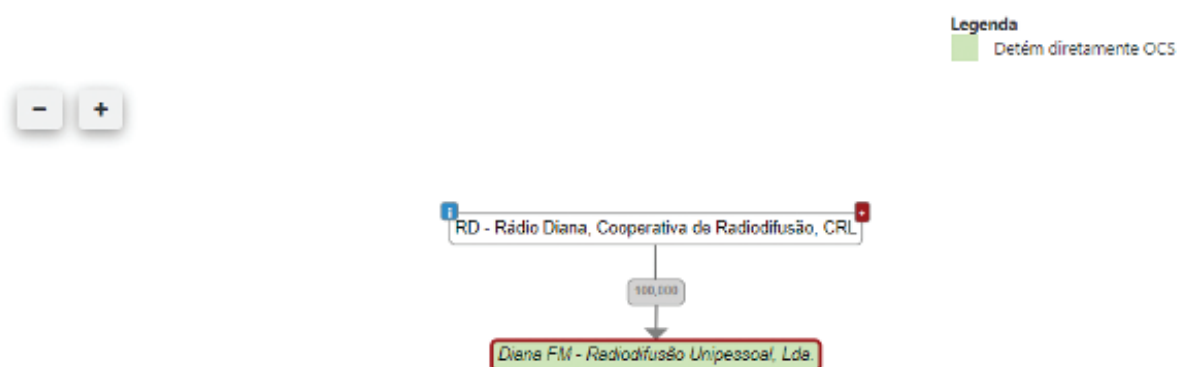 Legenda
Detém diretamente OCS
− +
i +
RD - Rádio Diana, Cooperativa de Radiodifusão, CRL
100,000
Diana FM - Radiodifusão Unipessoal, Lda.